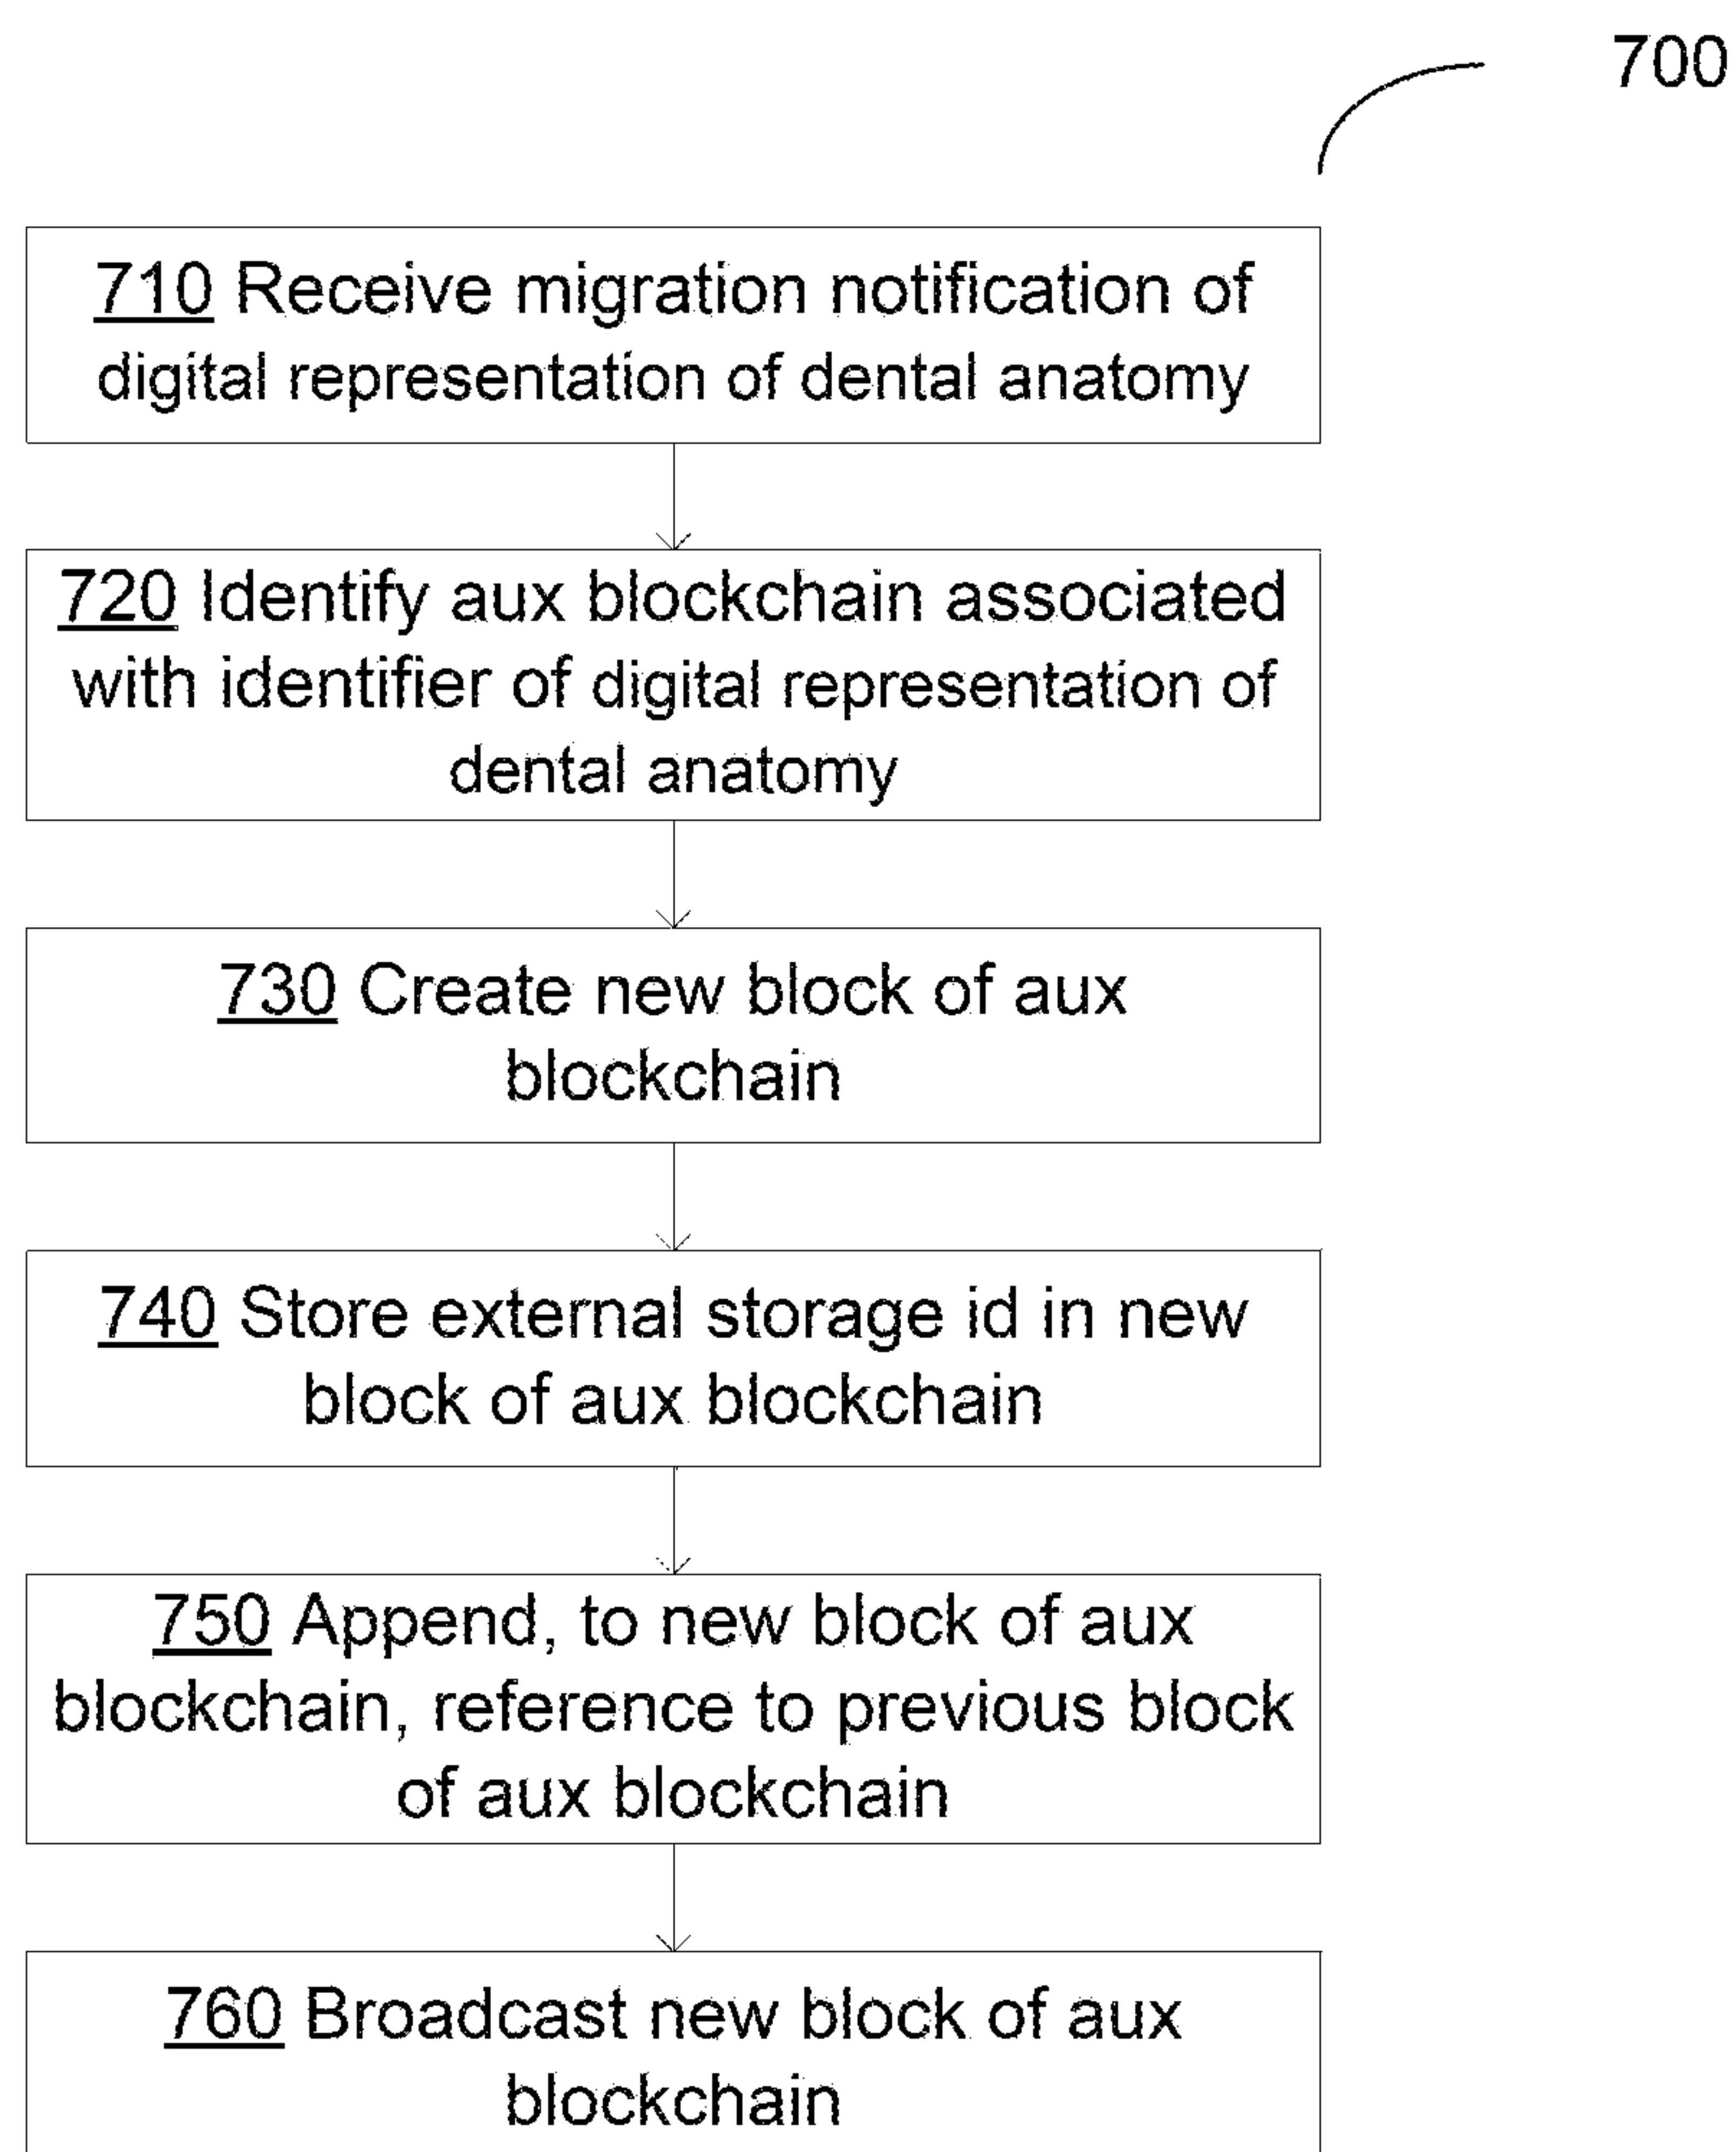 700
710 Receive migration notification of
digital representation of dental anatomy
720 Identify aux blockchain associated
with identifier of digital representation of
dental anatomy
730 Create new block of aux
blockchain
740 Store external storage id in new
block of aux blockchain
750 Append, to new block of aux
blockchain, reference to previous block
of aux blockchain
760 Broadcast new block of aux
blockchain